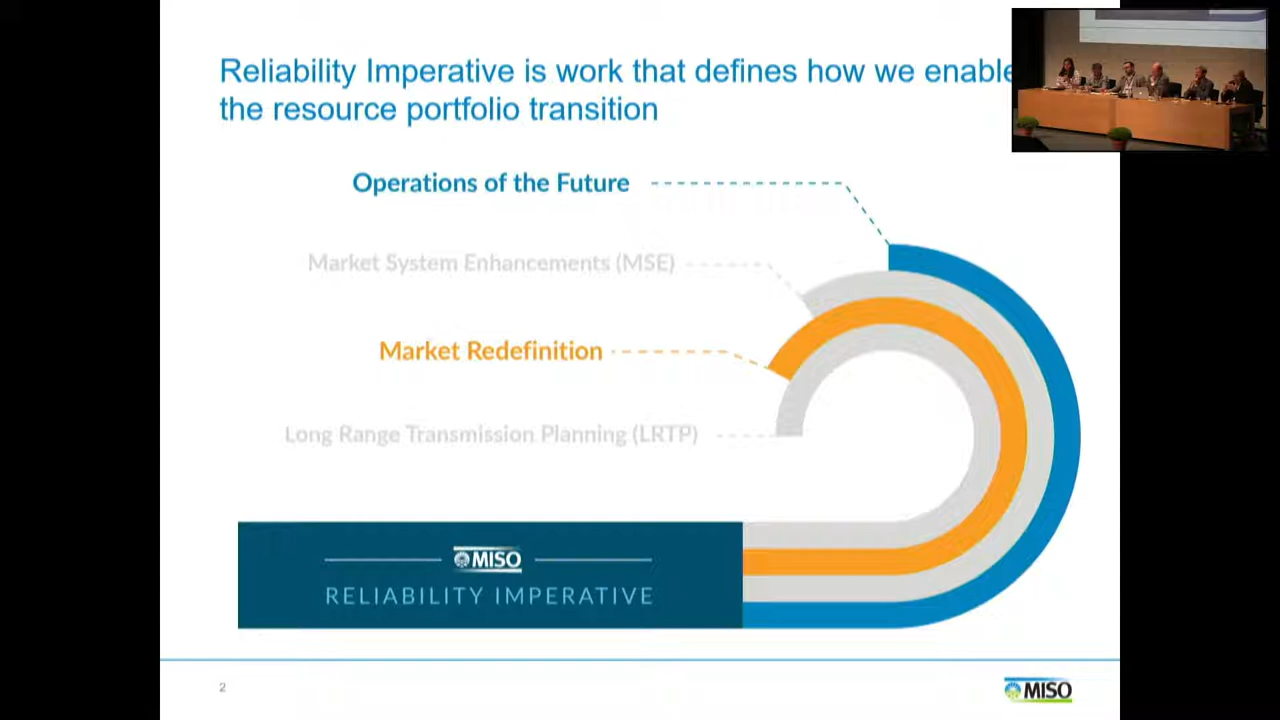 Reliability Imperative is work that defines how we enable
the resource portfolio transition
Operations of the Future
Market System Enhancements (MSE)
Market Redefinition
Long Range Transmission Planning (LRTP)
MISO
RELIABILITY IMPERATIVE
2
MISO